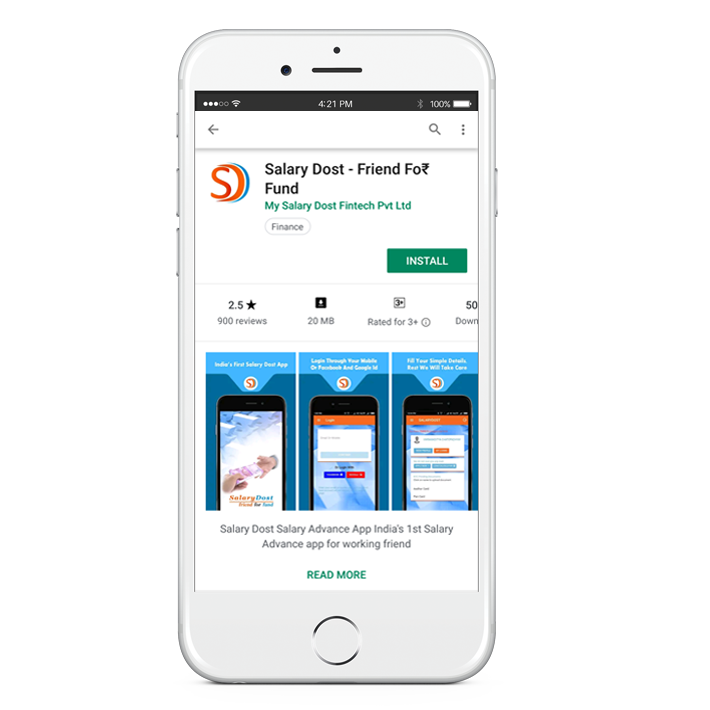 4:21 PM
100%
Salary Dost - Friend Fo₹
Fund
My Salary Dost Fintech Pvt Ltd
Finance
INSTALL
2.5 ★
3+
50
900 reviews
20 MB
Rated for 3+
Down
India's First Salary Dost App
Login Through Your Mobile
Or Facebook And Google Id
Fill Your Simple Details,
Rest We Will Take Care
Login
SalaryDost
friend for fund
Salary Dost Salary Advance App India's 1st Salary
Advance app for working friend
READ MORE